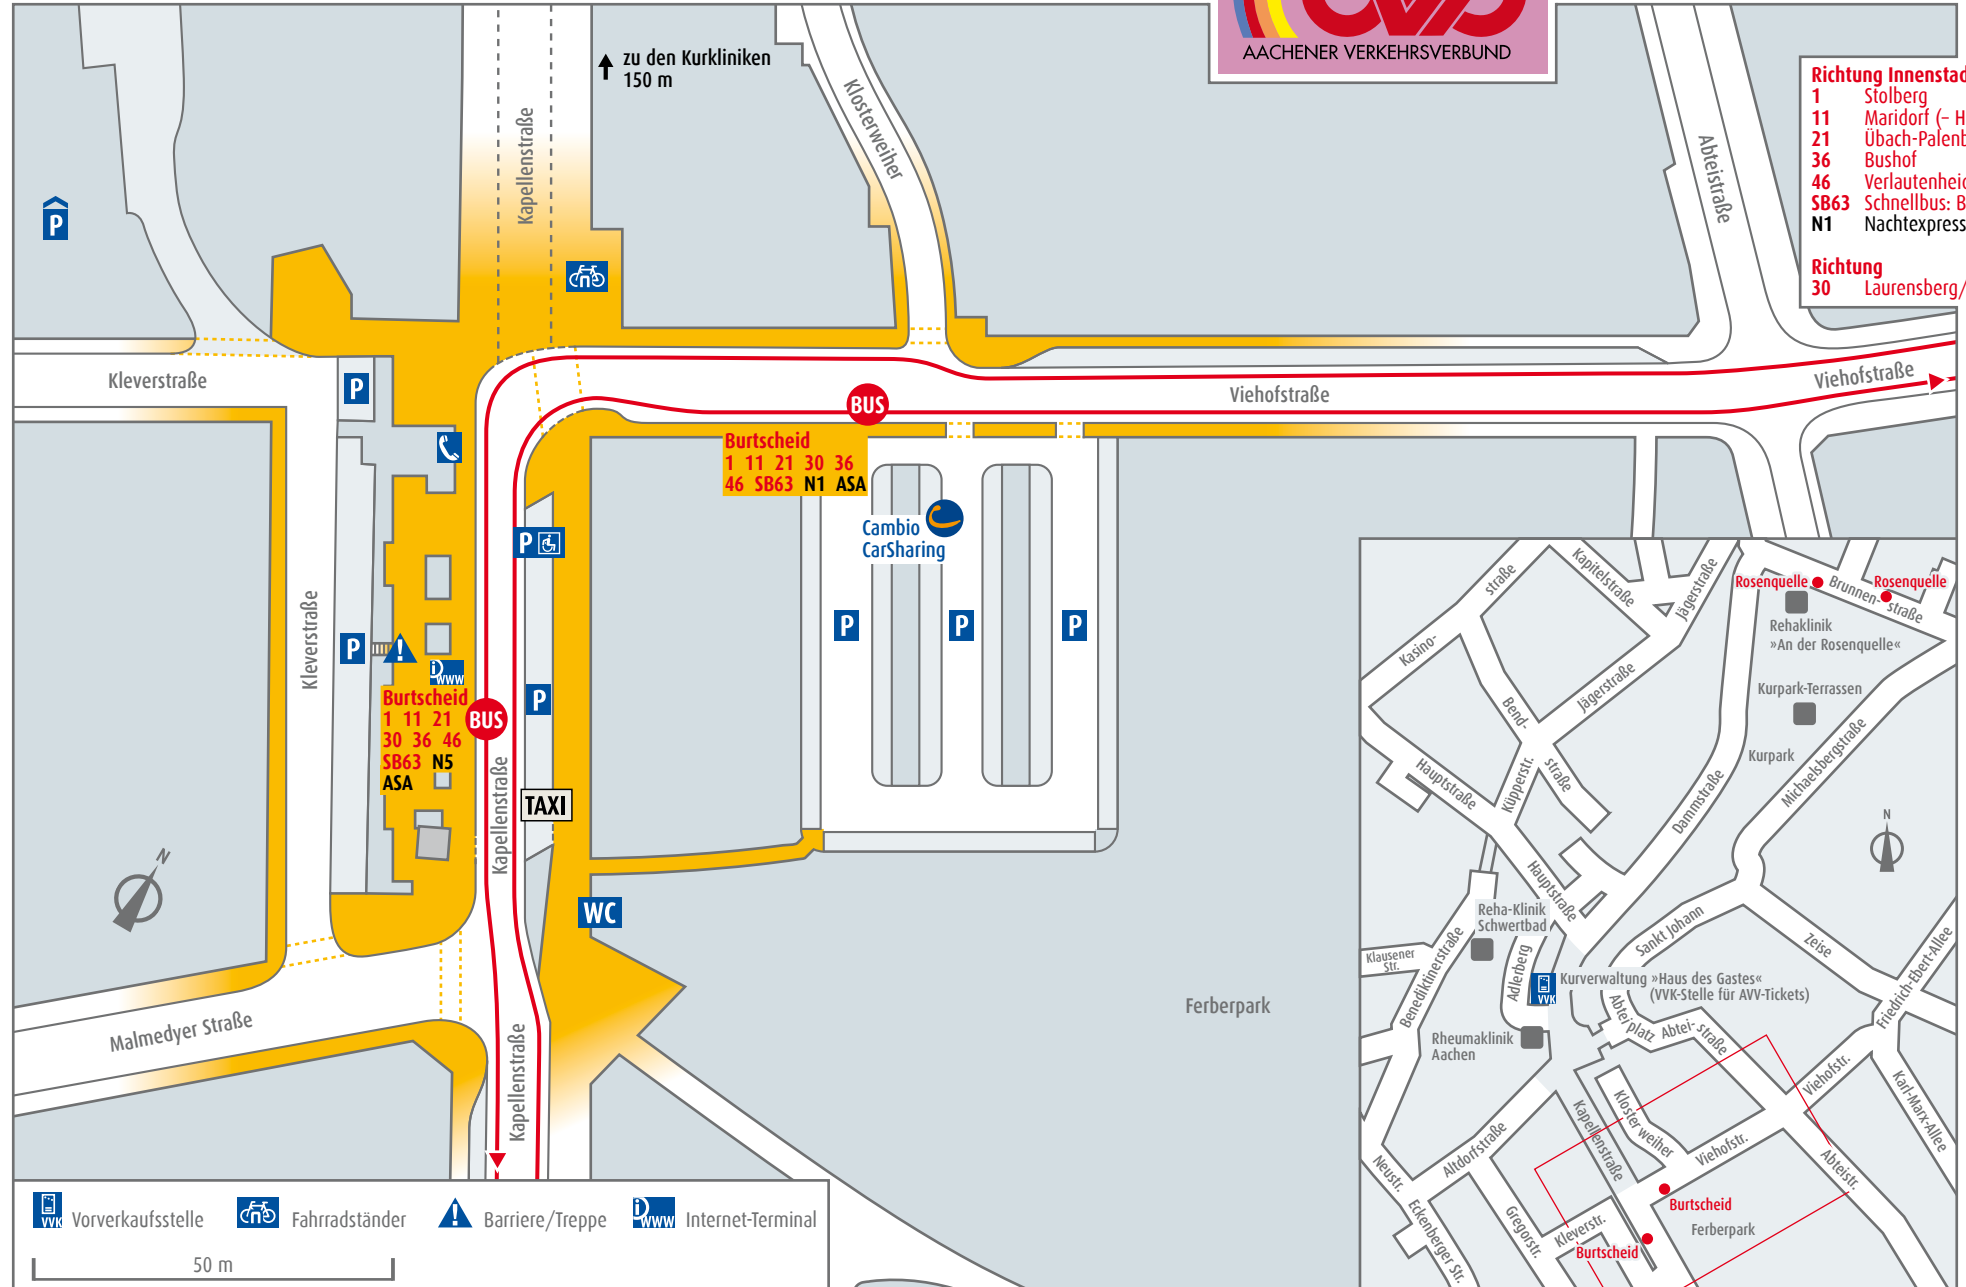 AACHENER VERKEHRSVERBUND
zu den Kurkliniken
150 m
Kapellenstraße
Klosterweiher
Abteistraße
Richtung Innenstad
1 Stolberg
11 Maridorf (– H
21 Übach-Palenb
36 Bushof
46 Verlautenheid
SB63 Schnellbus: B
N1 Nachtexpress
Richtung
30 Laurensberg/
P
Kleverstraße
P
Viehofstraße
Viehofstraße
BUS
Burtscheid
1 11 21 30 36
46 SB63 N1 ASA
Cambio
CarSharing
P
P
P
P
Kleverstraße
P
P
i
www
Burtscheid
1 11 21
30 36 46
SB63 N5
ASA
BUS
Kapellenstraße
TAXI
N
WC
Malmedyer Straße
Kapellenstraße
Ferberpark
VVK Vorverkaufsstelle
Fahrradständer
Barriere/Treppe
i www Internet-Terminal
50 m
straße
Kasino-
Kapitelstraße
Jägerstraße
Rosenquelle
Brunnen-
straße
Rosenquelle
Rehaklinik
»An der Rosenquelle«
Jägerstraße
Bend-
straße
Kurpark-Terrassen
Kurpark
Michaelsbergstraße
Hauptstraße
Küpperstr.
Dammstraße
N
Hauptstraße
Reha-Klinik
Schwertbad
Sankt Johann
Zeise
Klausener
Str.
Benediktinerstraße
Adlerberg
VVK
Kurverwaltung »Haus des Gastes«
(VVK-Stelle für AVV-Tickets)
Friedrich-Ebert-Allee
Abteiplatz
Abtei-
straße
Rheumaklinik
Aachen
Viehofstr.
Karl-Marx-Allee
Kloster weiher
Kapellenstraße
Altdorfstraße
Viehofstr.
Abteistr.
Neustr.
Eckenberger Str.
Gregorstr.
Kleverstr.
Burtscheid
Ferberpark
Burtscheid